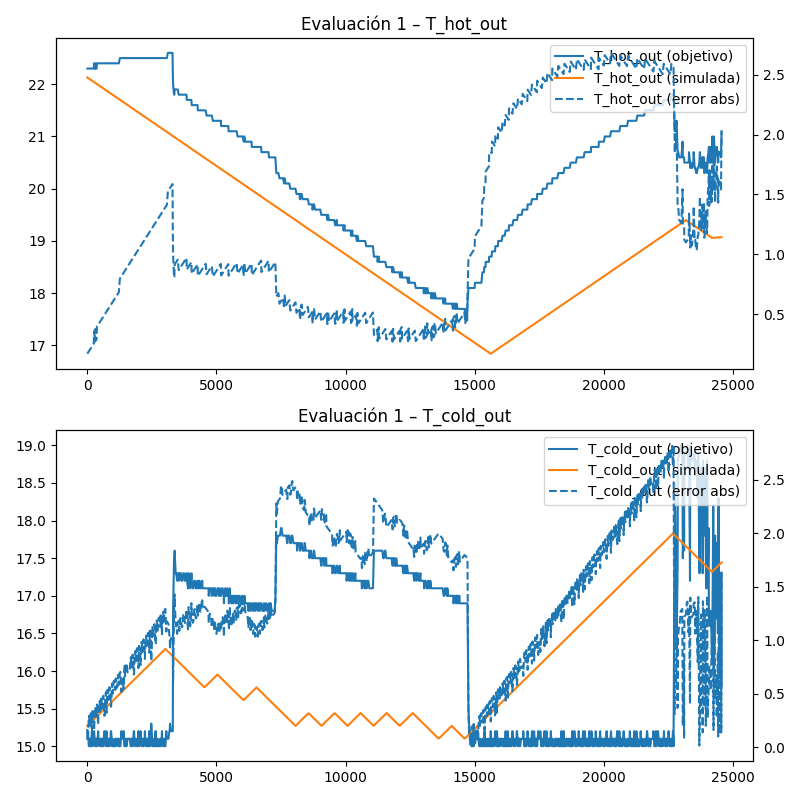 Evaluación 1 – T_hot_out
T_hot_out (objetivo)
T_hot_out (simulada)
T_hot_out (error abs)
22
21
20
19
18
17
2.5
2.0
1.5
1.0
0.5
0 5000 10000 15000 20000 25000
Evaluación 1 – T_cold_out
T_cold_out (objetivo)
T_cold_out (simulada)
T_cold_out (error abs)
19.0
18.5
18.0
17.5
17.0
16.5
16.0
15.5
15.0
2.5
2.0
1.5
1.0
0.5
0.0
0 5000 10000 15000 20000 25000